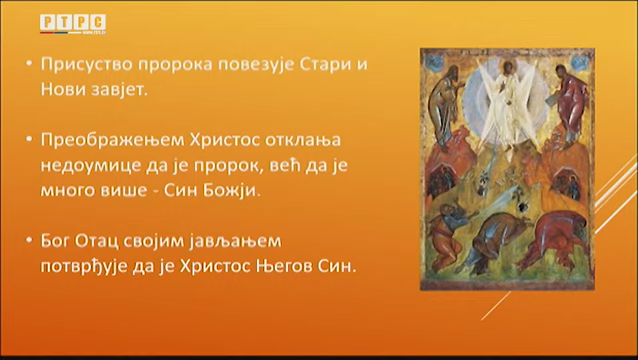 РТРС
• Присуство пророка повезује Стари и
Нови завјет.
• Преображењем Христос отклања
недоумице да је пророк, већ да је
много више - Син Божји.
• Бог Отац својим јављањем
потврђује да је Христос Његов Син.